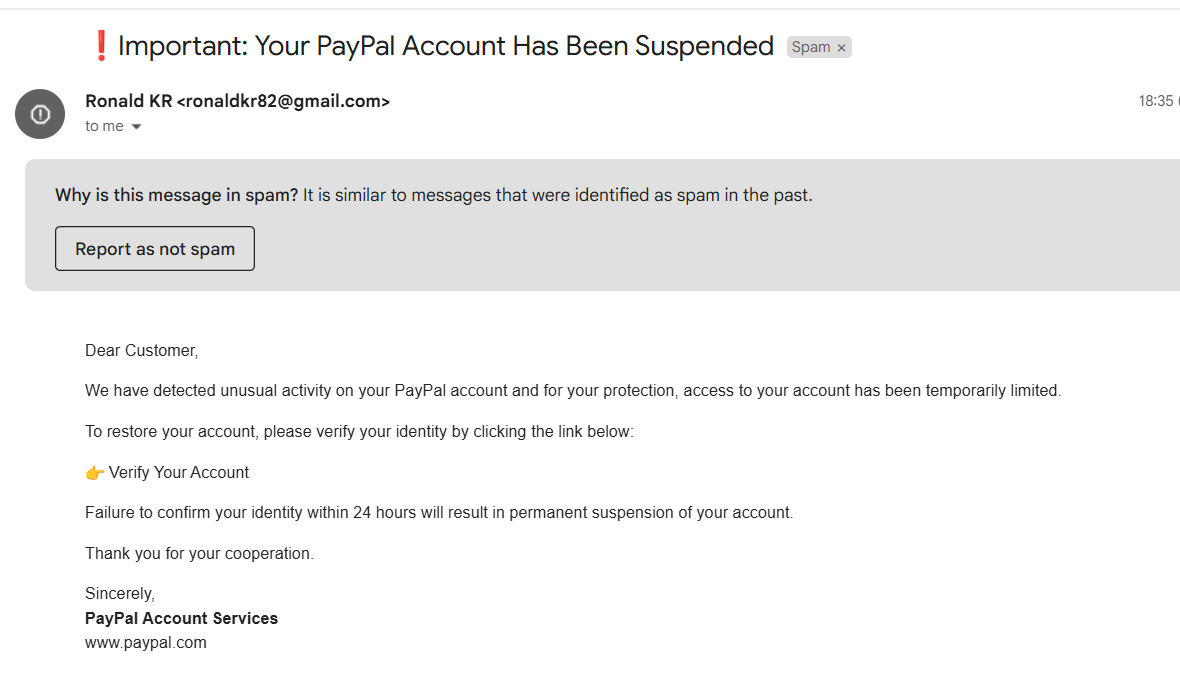 ❗Important: Your PayPal Account Has Been Suspended Spam ×
Ronald KR <ronaldkr82@gmail.com> 18:35
to me
Why is this message in spam? It is similar to messages that were identified as spam in the past.
Report as not spam
Dear Customer,
We have detected unusual activity on your PayPal account and for your protection, access to your account has been temporarily limited.
To restore your account, please verify your identity by clicking the link below:
👉 Verify Your Account
Failure to confirm your identity within 24 hours will result in permanent suspension of your account.
Thank you for your cooperation.
Sincerely,
PayPal Account Services
www.paypal.com